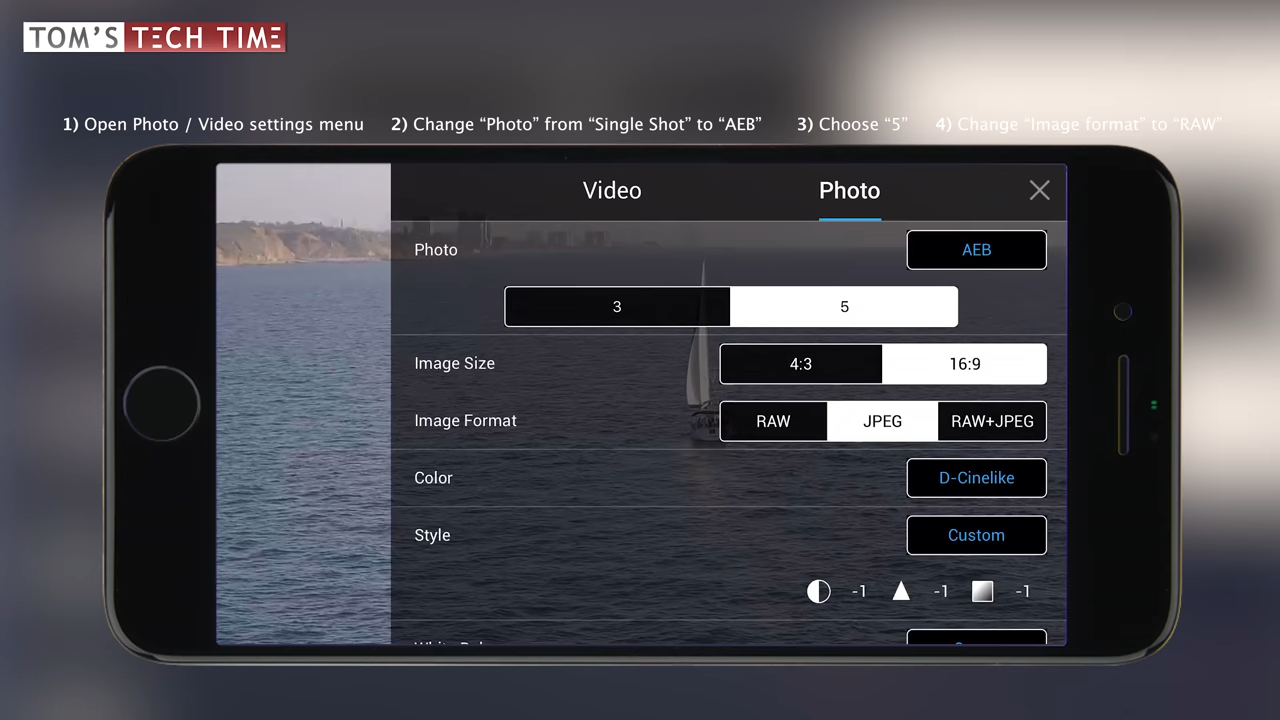 TOM'S TECH TIME
1) Open Photo / Video settings menu 2) Change “Photo” from “Single Shot” to “AEB” 3) Choose “5” 4) Change “Image format” to “RAW”
Video Photo
Photo AEB
3 5
Image Size 4:3 16:9
Image Format RAW JPEG RAW+JPEG
Color D-Cinelike
Style Custom
-1 -1 -1